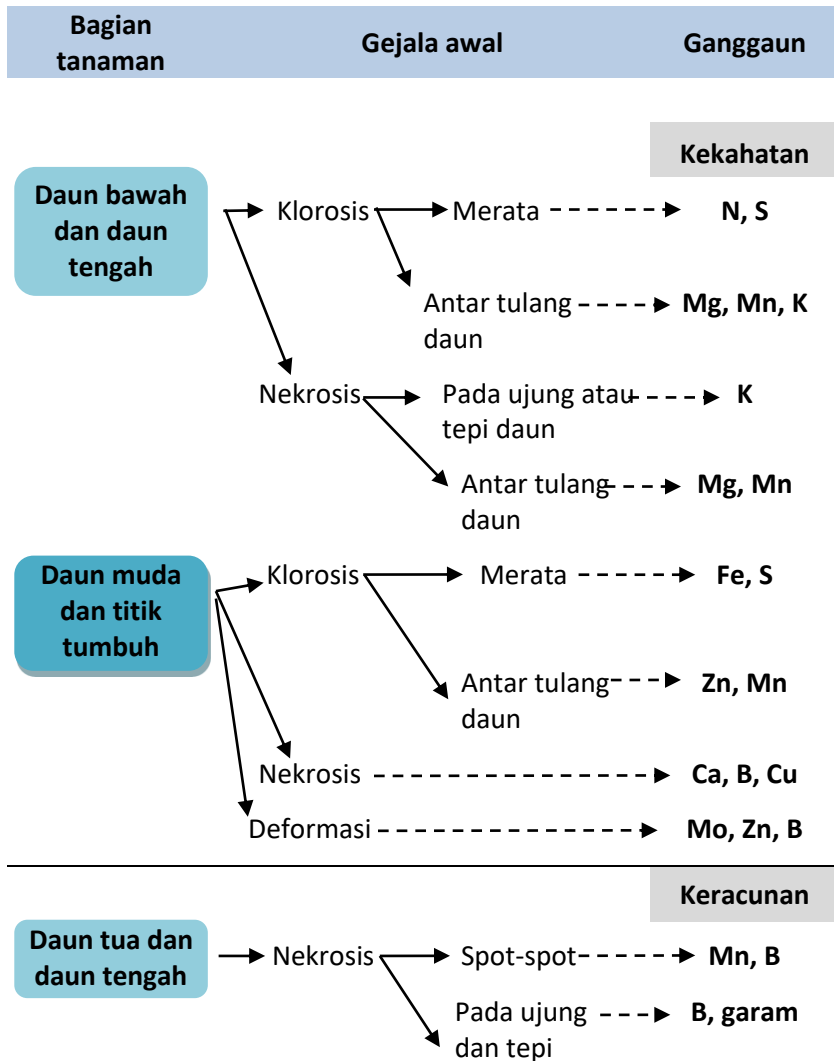 Bagian
tanaman
Gejala awal
Ganggaun
Kekahatan
Daun bawah
dan daun
tengah
Klorosis
Merata
N, S
Antar tulang
daun
Mg, Mn, K
Nekrosis
Pada ujung atau
tepi daun
K
Antar tulang
daun
Mg, Mn
Daun muda
dan titik
tumbuh
Klorosis
Merata
Fe, S
Antar tulang
daun
Zn, Mn
Nekrosis
Ca, B, Cu
Deformasi
Mo, Zn, B
Keracunan
Daun tua dan
daun tengah
Nekrosis
Spot-spot
Mn, B
Pada ujung
dan tepi
B, garam